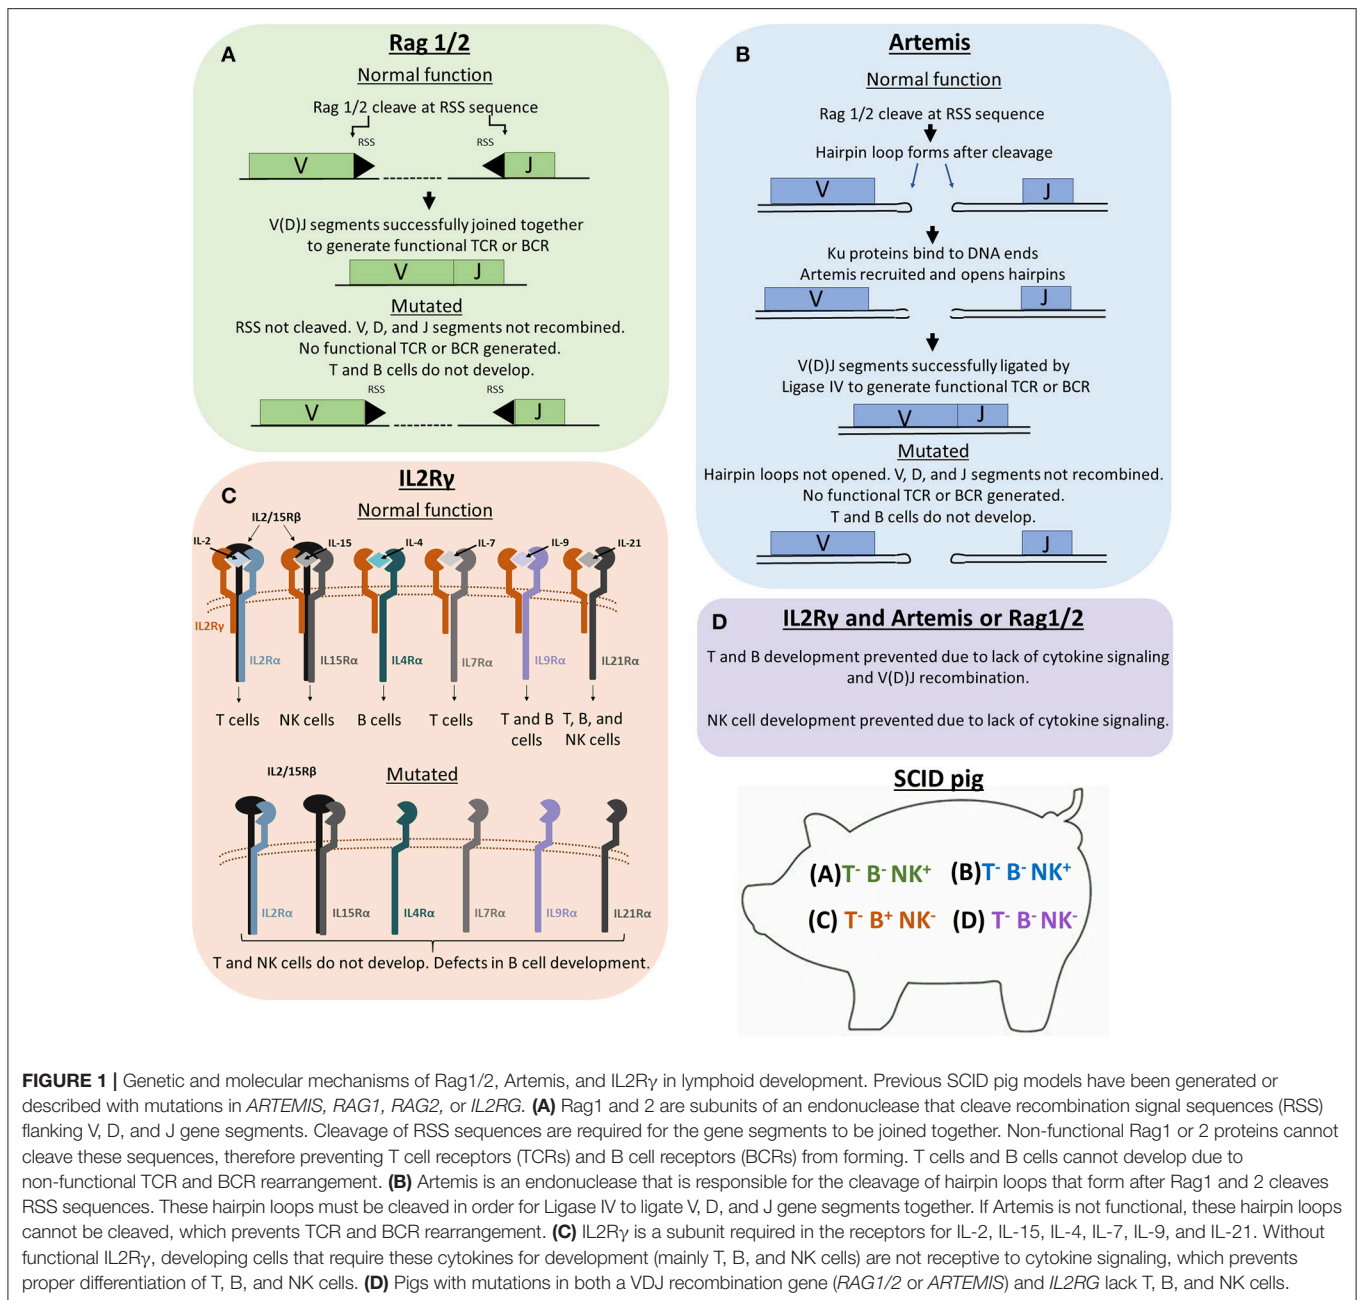 A
Rag 1/2
Normal function
Rag 1/2 cleave at RSS sequence
RSS
RSS
V
J
V(D)J segments successfully joined together
to generate functional TCR or BCR
V
J
Mutated
RSS not cleaved. V, D, and J segments not recombined.
No functional TCR or BCR generated.
T and B cells do not develop.
RSS
RSS
V
J
B
Artemis
Normal function
Rag 1/2 cleave at RSS sequence
Hairpin loop forms after cleavage
V
J
Ku proteins bind to DNA ends
Artemis recruited and opens hairpins
V
J
V(D)J segments successfully ligated by
Ligase IV to generate functional TCR or BCR
V
J
Mutated
Hairpin loops not opened. V, D, and J segments not recombined.
No functional TCR or BCR generated.
T and B cells do not develop.
V
J
C
IL2Rγ
Normal function
IL2/15Rβ
IL-2
IL-15
IL-4
IL-7
IL-9
IL-21
IL2Rγ
IL2Rα
IL15Rα
IL4Rα
IL7Rα
IL9Rα
IL21Rα
T cells
NK cells
B cells
T cells
T and B
cells
T, B, and
NK cells
IL2/15Rβ
Mutated
IL2Rα
IL15Rα
IL4Rα
IL7Rα
IL9Rα
IL21Rα
T and NK cells do not develop. Defects in B cell development.
D
IL2Rγ and Artemis or Rag1/2
T and B development prevented due to lack of cytokine signaling
and V(D)J recombination.
NK cell development prevented due to lack of cytokine signaling.
SCID pig
(A)T⁻ B⁻ NK⁺ (B)T⁻ B⁻ NK⁺
(C) T⁻ B⁺ NK⁻ (D) T⁻ B⁻ NK⁻
FIGURE 1 | Genetic and molecular mechanisms of Rag1/2, Artemis, and IL2Rγ in lymphoid development. Previous SCID pig models have been generated or
described with mutations in ARTEMIS, RAG1, RAG2, or IL2RG. (A) Rag1 and 2 are subunits of an endonuclease that cleave recombination signal sequences (RSS)
flanking V, D, and J gene segments. Cleavage of RSS sequences are required for the gene segments to be joined together. Non-functional Rag1 or 2 proteins cannot
cleave these sequences, therefore preventing T cell receptors (TCRs) and B cell receptors (BCRs) from forming. T cells and B cells cannot develop due to
non-functional TCR and BCR rearrangement. (B) Artemis is an endonuclease that is responsible for the cleavage of hairpin loops that form after Rag1 and 2 cleaves
RSS sequences. These hairpin loops must be cleaved in order for Ligase IV to ligate V, D, and J gene segments together. If Artemis is not functional, these hairpin loops
cannot be cleaved, which prevents TCR and BCR rearrangement. (C) IL2Rγ is a subunit required in the receptors for IL-2, IL-15, IL-4, IL-7, IL-9, and IL-21. Without
functional IL2Rγ, developing cells that require these cytokines for development (mainly T, B, and NK cells) are not receptive to cytokine signaling, which prevents
proper differentiation of T, B, and NK cells. (D) Pigs with mutations in both a VDJ recombination gene (RAG1/2 or ARTEMIS) and IL2RG lack T, B, and NK cells.